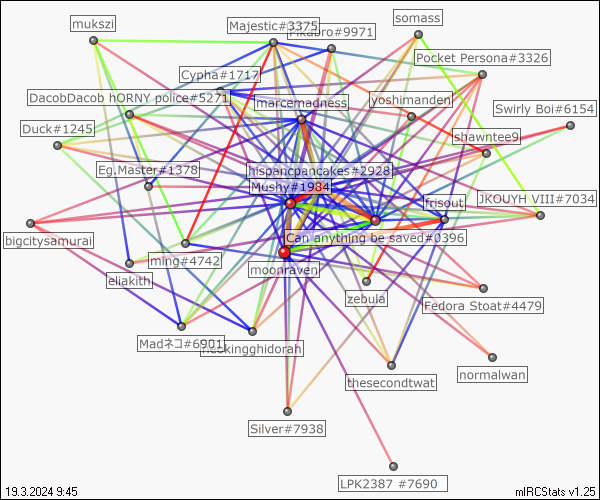 mukszi
Majestic#3375
Pikabro#9971
somass
Pocket Persona#3326
Cypha#1717
DacobDacob hORNY police#5271
marcemadness
yoshimanden
Swirly Boi#6154
Duck#1245
shawntee9
Eg.Master#1378
hispancpancakes#2928
Mushy#1984
frisout
JKOUYH VIII#7034
bigcitysamurai
Can anything be saved#0396
ming#4742
moonraven
eliakith
zebula
Fedora Stoat#4479
Madネコ#6901
neokingghidorah
thesecondtwat
normalwan
Silver#7938
LPK2387 #7690
19.3.2024 9:45
mIRCStats v1.25